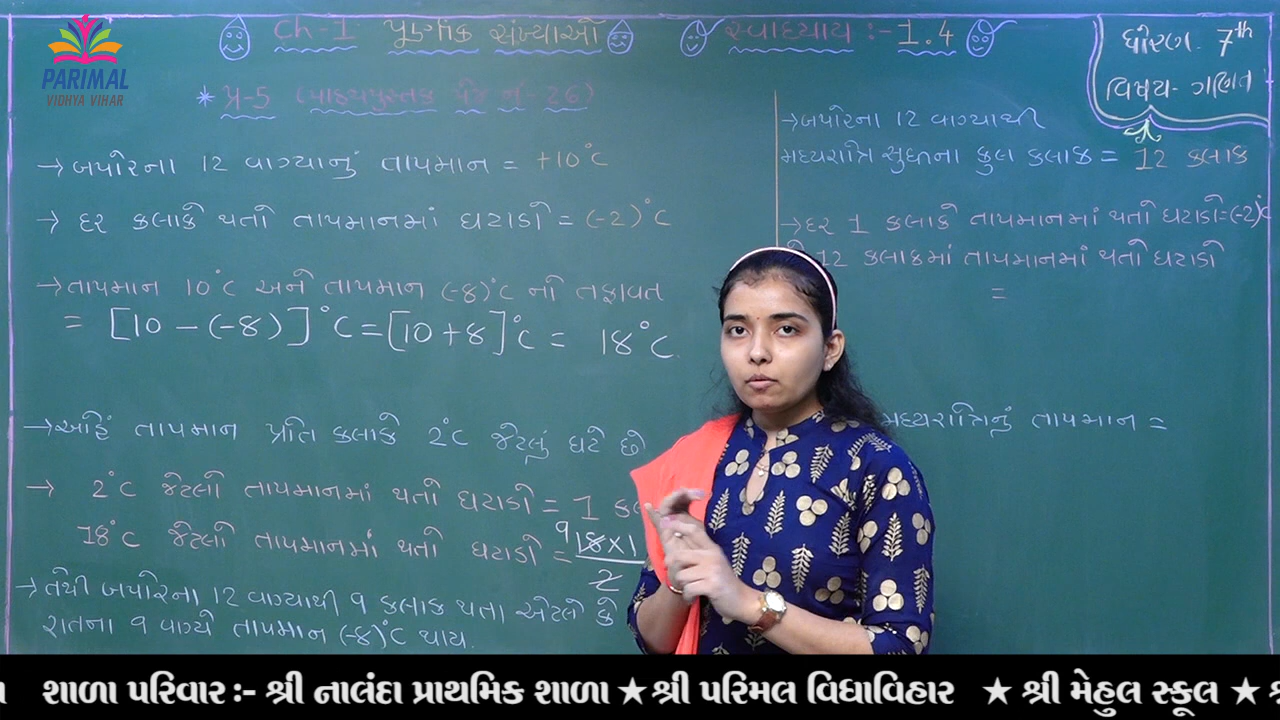 PARIMAL
VIDHYA VIHAR
Ch-1 પૂર્ણાંક સંખ્યાઓ સ્વાધ્યાય :- 1.4
ધોરણ. 7th
વિષય- ગણિત
* પ્ર-5 (પાઠ્યપુસ્તક પેજ નં- 26)
→ બપોરના 12 વાગ્યાનું તાપમાન = +10°C
→ દર કલાકે થતો તાપમાનમાં ઘટાડો = (-2)°C
→ તાપમાન 10°C અને તાપમાન (-8)°C નો તફાવત
= [10 - (-8)]°C = [10 + 8]°C = 18°C.
→ અહિં તાપમાન પ્રતિ કલાકે 2°C જેટલું ઘટે છે
→ 2°C જેટલો તાપમાનમાં થતો ઘટાડો = 1
18°C જેટલો તાપમાનમાં થતો ઘટાડો = 9 18×1
2
→ તેથી બપોરના 12 વાગ્યાથી 9 કલાક થતા એટલે કે
રાતના 9 વાગ્યે તાપમાન (-8)°C થાય.
→ બપોરના 12 વાગ્યાથી
મધ્યરાત્રિ સુધીના કુલ કલાક = 12 કલાક
→ દર 1 કલાકે તાપમાનમાં થતો ઘટાડો=(-2)°C
12 કલાકમાં તાપમાનમાં થતો ઘટાડો
=
મધ્યરાત્રિનું તાપમાન =
શાળા પરિવાર :- શ્રી નાલંદા પ્રાથમિક શાળા ★ શ્રી પરિમલ વિદ્યાવિહાર ★ શ્રી મેહુલ સ્કૂલ ★